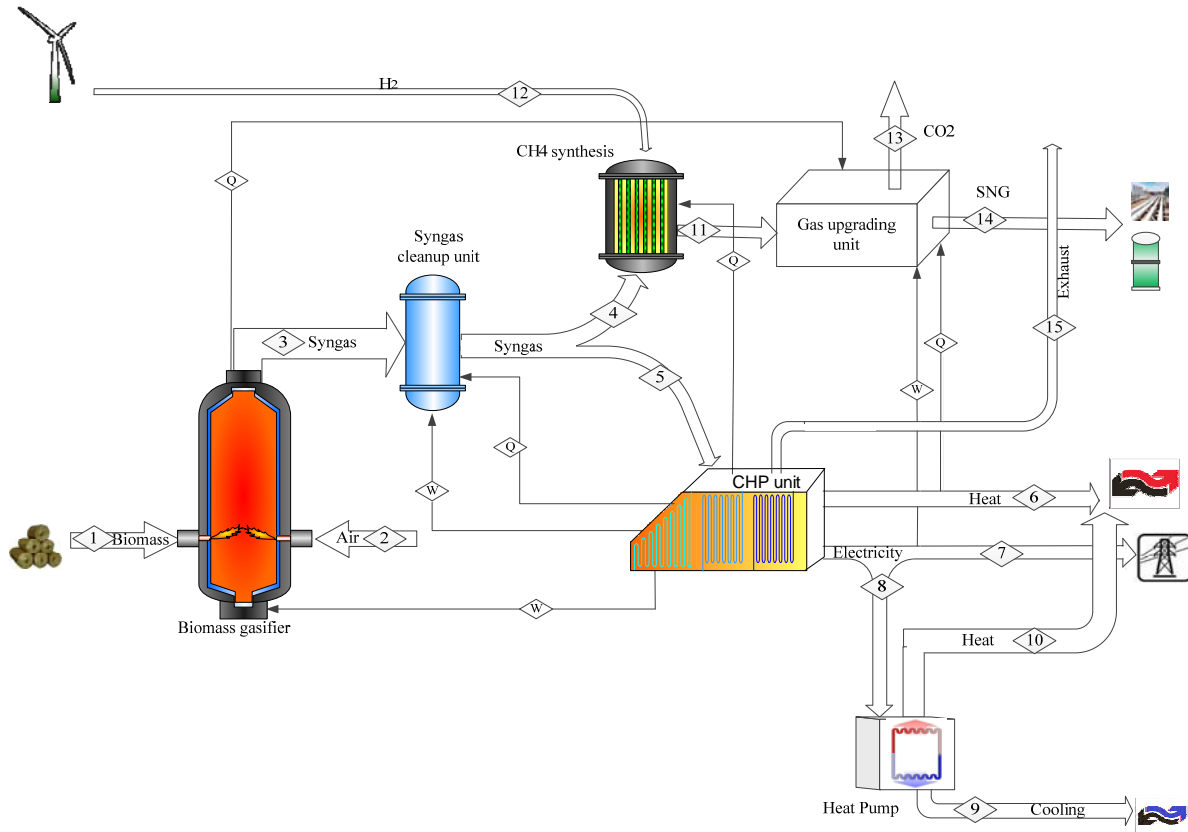 H2
12
13
CO2
CH4 synthesis
Q
SNG
14
11
Gas upgrading
unit
Syngas
cleanup unit
Q
Exhaust
4
15
3
Syngas
Syngas
Q
5
W
Q
W
CHP unit
Heat
6
1
Biomass
Air
2
Electricity
7
8
W
Biomass gasifier
Heat
10
Heat Pump
9
Cooling